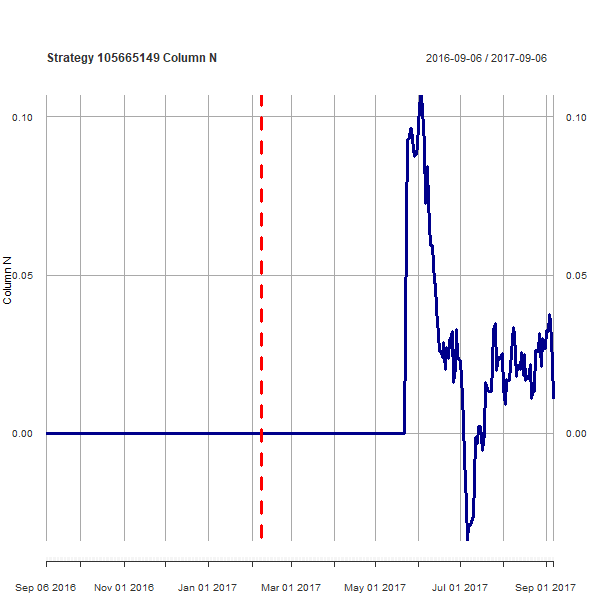 Strategy 105665149 Column N
2016-09-06 / 2017-09-06
0.10
0.10
0.05
0.05
Column N
0.00
0.00
Sep 06 2016
Nov 01 2016
Jan 01 2017
Mar 01 2017
May 01 2017
Jul 01 2017
Sep 01 2017